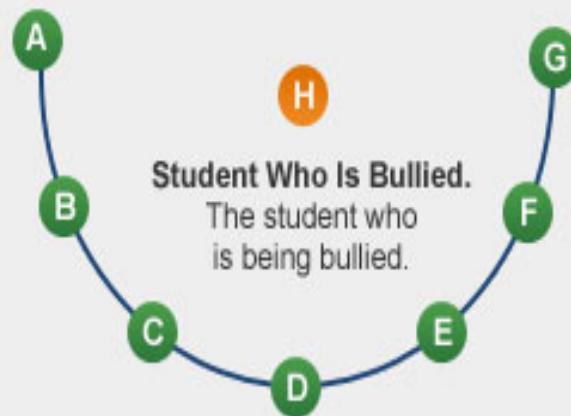 A
G
H
Student Who Is Bullied.
The student who
is being bullied.
B
F
C
E
D